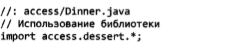 //: access/Dinner.java
// Использование библиотеки
import access.dessert.*;